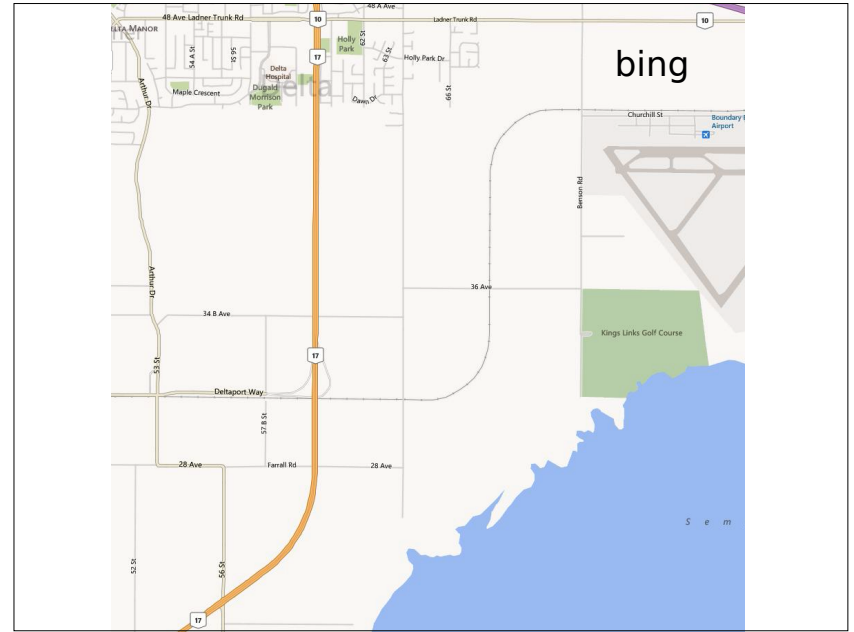 48 A Ave
48 Ave Ladner Trunk Rd
10
Ladner Trunk Rd
10
ELTA MANOR
Holly
Park
62 St
63 St
54 A St
56 St
17
Holly Park Dr
bing
Delta
Hospital
Delta
Arthur Dr
Maple Crescent
Dugald
Morrison
Park
Dawn Dr
66 St
Churchill St
Boundary B
Airport
Benson Rd
Arthur Dr
36 Ave
34 B Ave
Kings Links Golf Course
17
53 St
Deltaport Way
57 B St
28 Ave
Farrall Rd
28 Ave
S e m
52 St
56 St
17